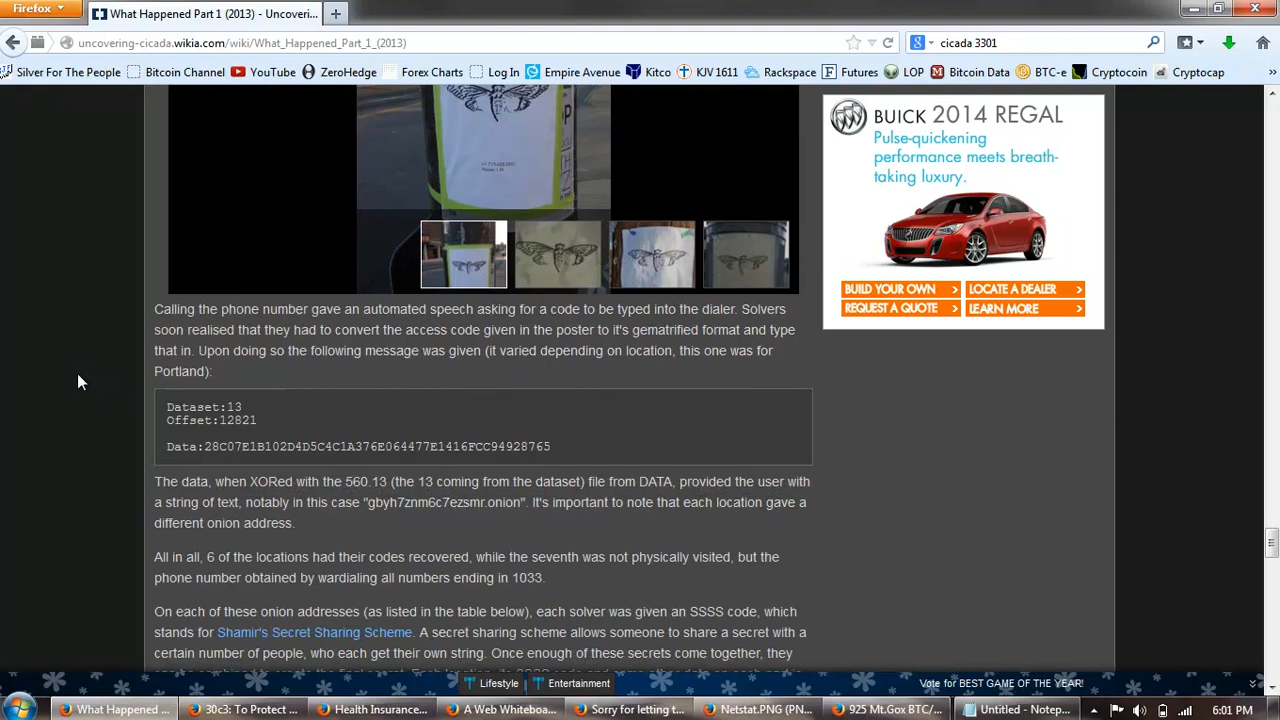 Firefox
What Happened Part 1 (2013) - Uncoveri...
uncovering-cicada.wikia.com/wiki/What_Happened_Part_1_(2013)
cicada 3301
Silver For The People
Bitcoin Channel
YouTube
ZeroHedge
Forex Charts
Log In
Empire Avenue
Kitco
KJV 1611
Rackspace
Futures
LOP
Bitcoin Data
BTC-e
Cryptocoin
Cryptocap
BUICK 2014 REGAL
Pulse-quickening
performance meets breath-
taking luxury.
BUILD YOUR OWN >
LOCATE A DEALER >
REQUEST A QUOTE >
LEARN MORE >
Calling the phone number gave an automated speech asking for a code to be typed into the dialer. Solvers
soon realised that they had to convert the access code given in the poster to it's gematrified format and type
that in. Upon doing so the following message was given (it varied depending on location, this one was for
Portland):
Dataset:13
Offset:12821
Data:28C07E1B102D4D5C4C1A376E064477E1416FCC94928765
The data, when XORed with the 560.13 (the 13 coming from the dataset) file from DATA, provided the user with
a string of text, notably in this case "gbyh7znm6c7ezsmr.onion". It's important to note that each location gave a
different onion address.
All in all, 6 of the locations had their codes recovered, while the seventh was not physically visited, but the
phone number obtained by wardialing all numbers ending in 1033.
On each of these onion addresses (as listed in the table below), each solver was given an SSSS code, which
stands for Shamir's Secret Sharing Scheme. A secret sharing scheme allows someone to share a secret with a
certain number of people, who each get their own string. Once enough of these secrets come together, they
Lifestyle
Entertainment
Vote for BEST GAME OF THE YEAR!
What Happened ...
30c3: To Protect ...
Health Insurance...
A Web Whiteboa...
Sorry for letting t...
Netstat.PNG (PN...
925 Mt.Gox BTC/...
Untitled - Notep...
6:01 PM